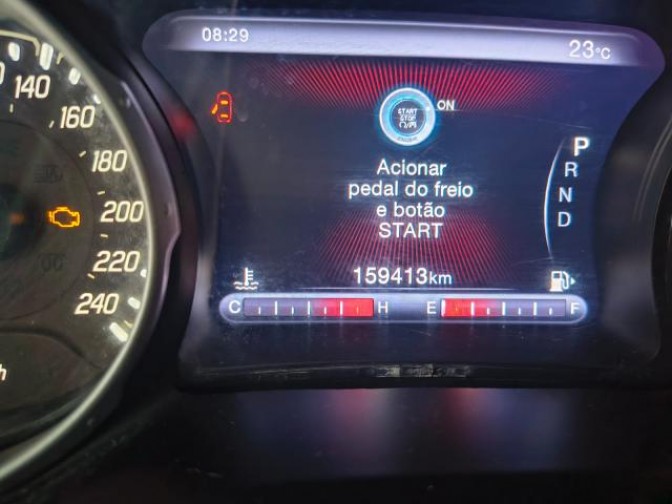 08:29
23°C
START
STOP
ON
P
R
N
D
Acionar
pedal do freio
e botão
START
159413km
C H E F
140
160
180
200
220
240
h